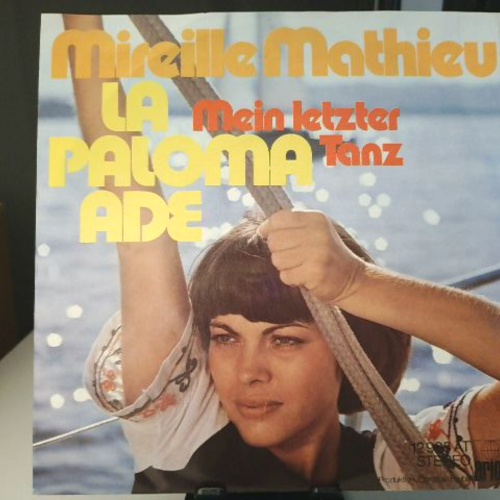 Mireille Mathieu
LA
PALOMA
ADE
Mein letzter
Tanz
STEREO